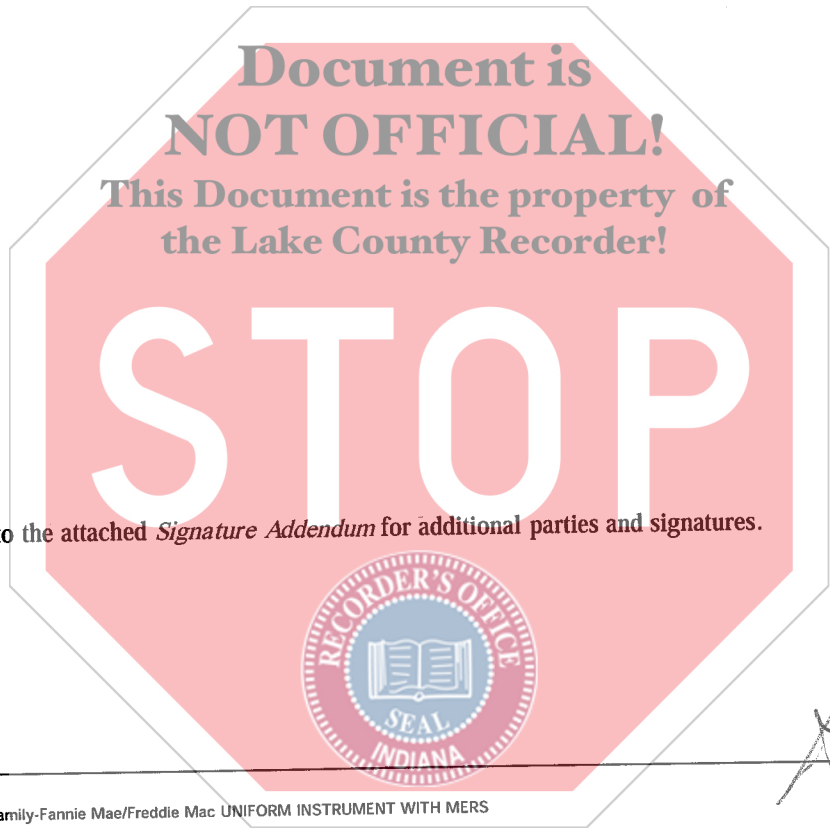 Document is
NOT OFFICIAL!
This Document is the property of
the Lake County Recorder!
STOP
o the attached Signature Addendum for additional parties and signatures.
RECORDER'S OFFICE
SEAL
INDIANA
amily-Fannie Mae/Freddie Mac UNIFORM INSTRUMENT WITH MERS